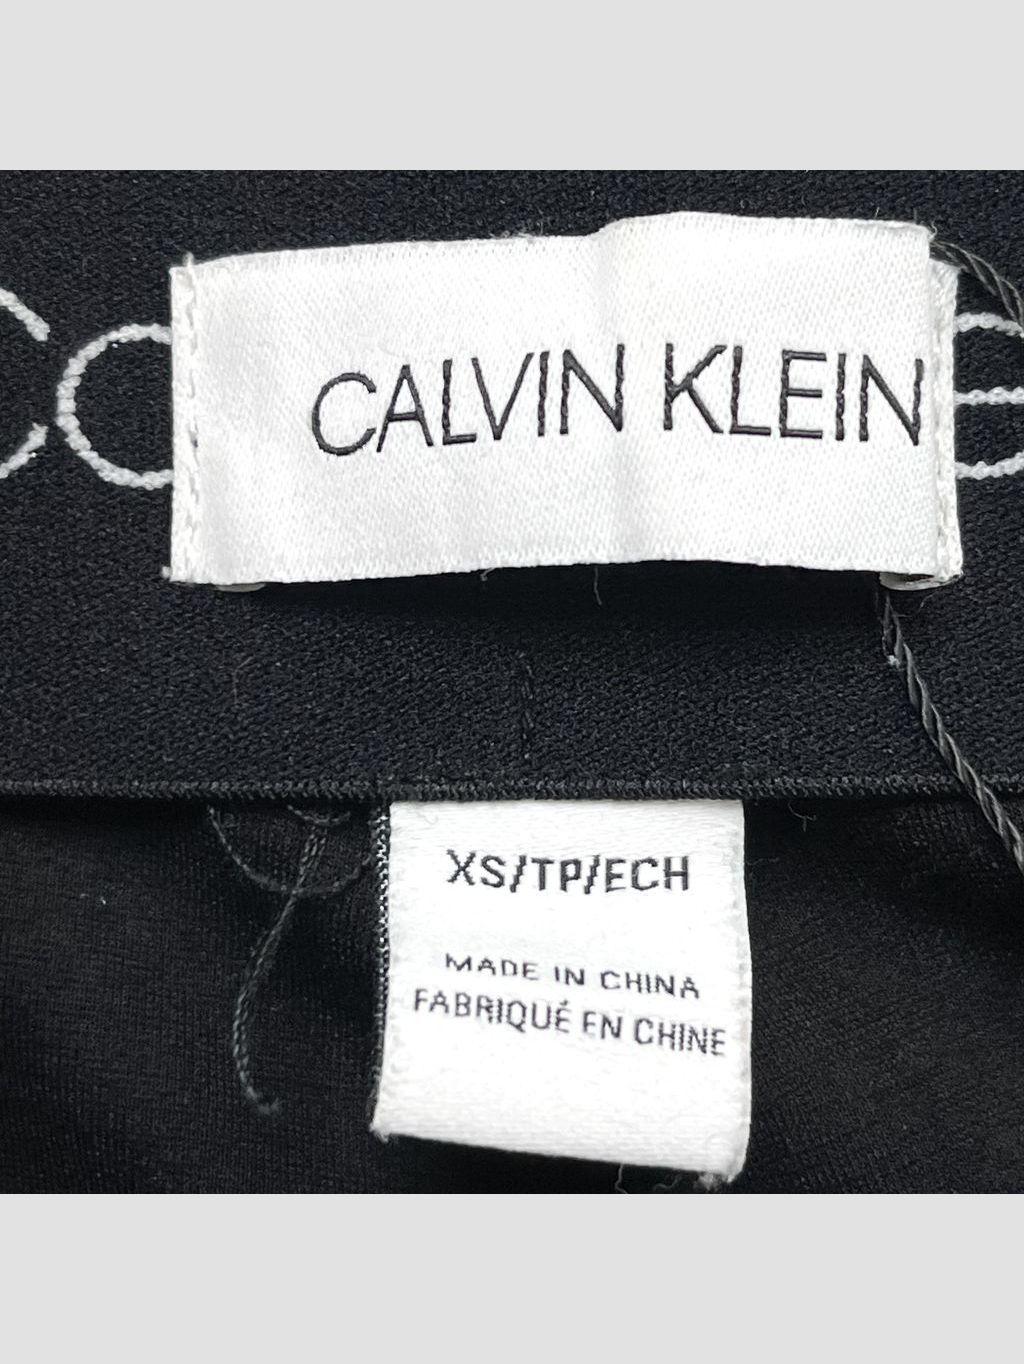 CALVIN KLEIN
XS/TP/ECH
MADE IN CHINA
FABRIQUÉ EN CHINE